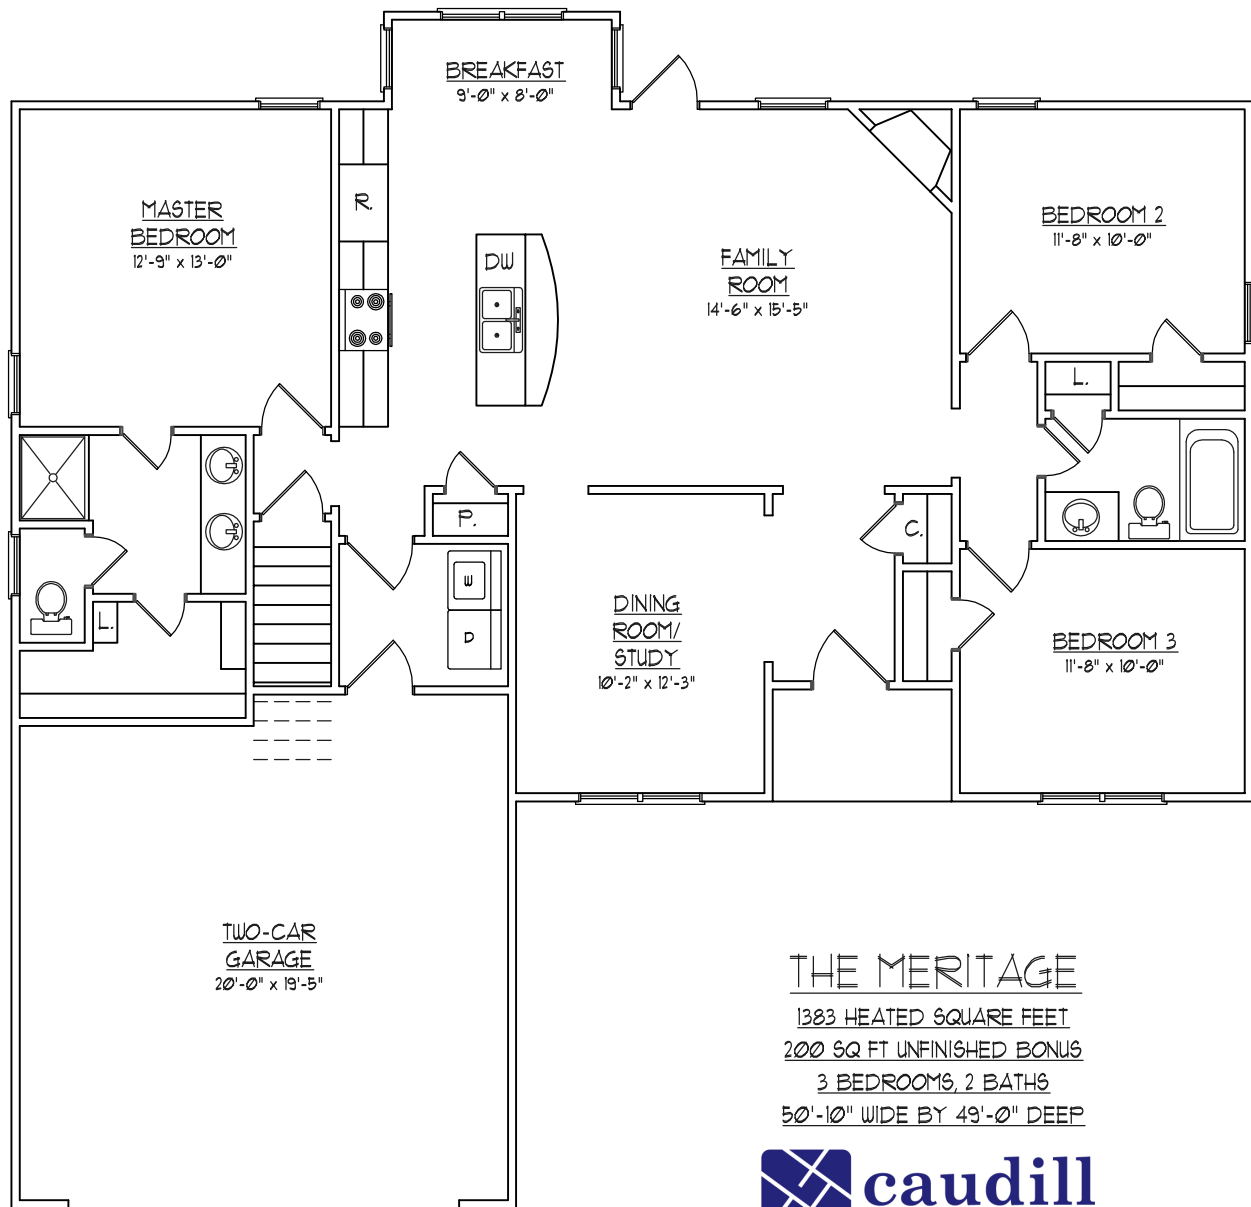 BREAKFAST
9'-0" x 8'-0"
MASTER
BEDROOM
12'-9" x 13'-0"
R.
DW
FAMILY
ROOM
14'-6" x 15'-5"
BEDROOM 2
11'-8" x 10'-0"
L.
P.
C.
W
D
L.
DINING
ROOM/
STUDY
10'-2" x 12'-3"
BEDROOM 3
11'-8" x 10'-0"
TWO-CAR
GARAGE
20'-0" x 19'-5"
THE MERITAGE
1383 HEATED SQUARE FEET
200 SQ FT UNFINISHED BONUS
3 BEDROOMS, 2 BATHS
50'-10" WIDE BY 49'-0" DEEP
caudill